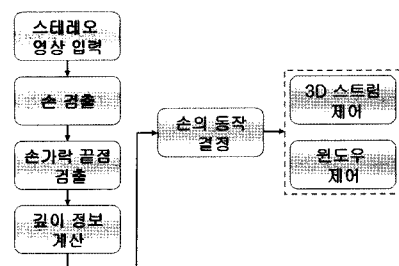 스테레오
영상 입력
손 검출
손가락 끝점
검출
깊이 정보
계산
손의 동작
결정
3D 스트림
제어
윈도우
제어